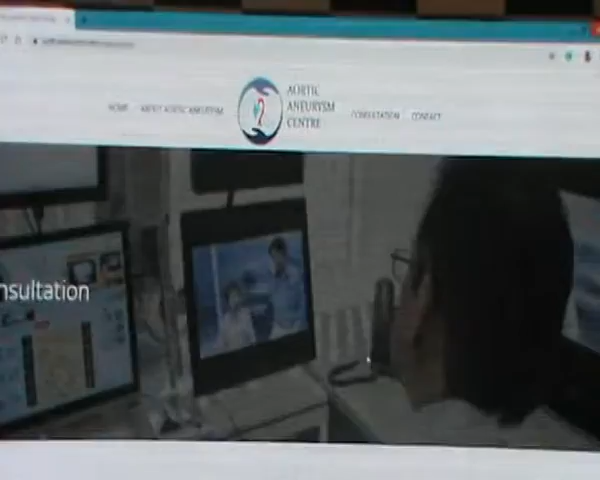 HOME
ABOUT AORTIC ANEURYSM
AORTIC
ANEURYSM
CENTRE
CONSULTATION
CONTACT
nsultation